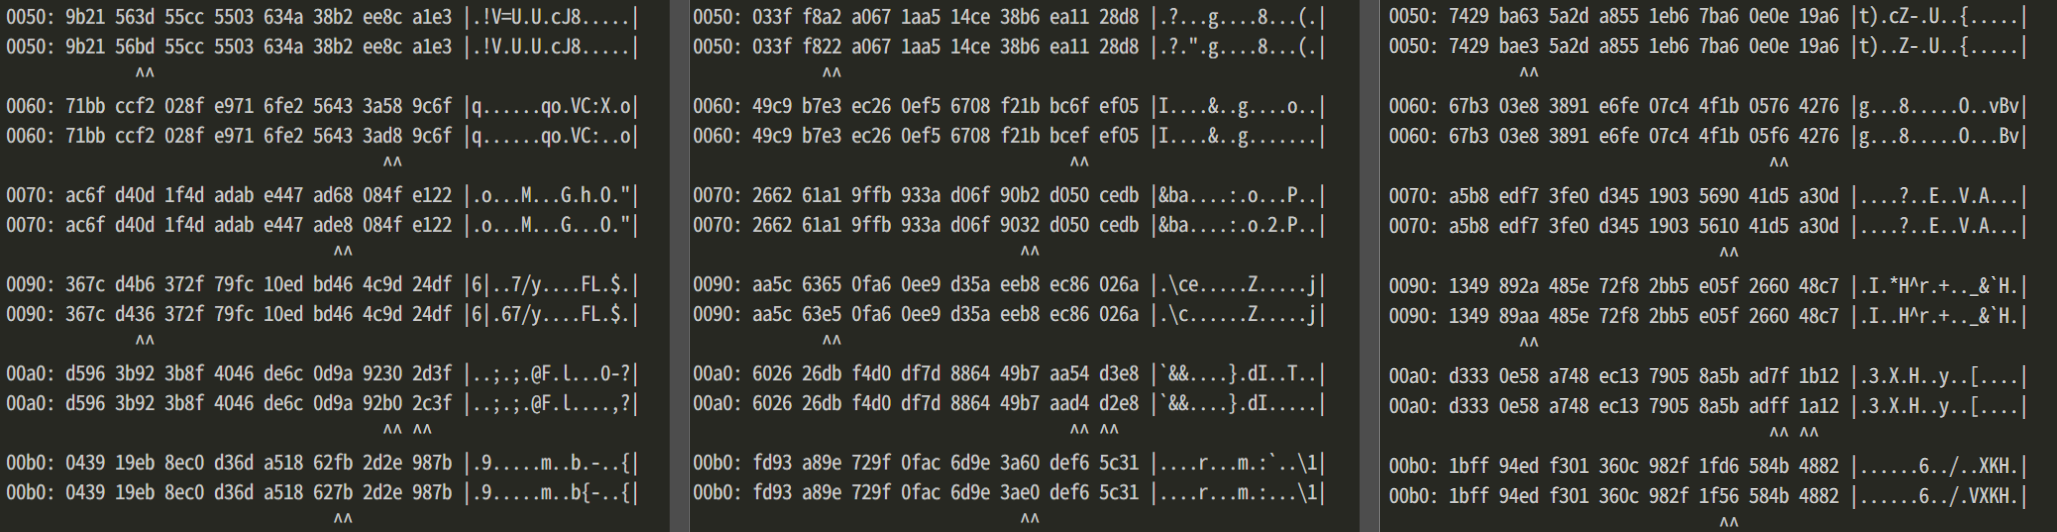 0050: 9b21 563d 55cc 5503 634a 38b2 ee8c a1e3 |.!V=U.U.cJ8.....|
0050: 9b21 56bd 55cc 5503 634a 38b2 ee8c a1e3 |.!V.U.U.cJ8.....|
^^
0060: 71bb ccf2 028f e971 6fe2 5643 3a58 9c6f |q......qo.VC:X.o|
0060: 71bb ccf2 028f e971 6fe2 5643 3ad8 9c6f |q......qo.VC:..o|
^^
0070: ac6f d40d 1f4d adab e447 ad68 084f e122 |.o...M...G.h.O."|
0070: ac6f d40d 1f4d adab e447 ade8 084f e122 |.o...M...G...O."|
^^
0090: 367c d4b6 372f 79fc 10ed bd46 4c9d 24df |6|..7/y....FL.$.|
0090: 367c d436 372f 79fc 10ed bd46 4c9d 24df |6|.67/y....FL.$.|
^^
00a0: d596 3b92 3b8f 4046 de6c 0d9a 9230 2d3f |..;.;.@F.l...0-?|
00a0: d596 3b92 3b8f 4046 de6c 0d9a 92b0 2c3f |..;.;.@F.l....,?|
^^ ^^
00b0: 0439 19eb 8ec0 d36d a518 62fb 2d2e 987b |.9.....m..b.-..{|
00b0: 0439 19eb 8ec0 d36d a518 627b 2d2e 987b |.9.....m..b{-..{|
^^
0050: 033f f8a2 a067 1aa5 14ce 38b6 ea11 28d8 |.?...g....8...(.|
0050: 033f f822 a067 1aa5 14ce 38b6 ea11 28d8 |.?.".g....8...(.|
^^
0060: 49c9 b7e3 ec26 0ef5 6708 f21b bc6f ef05 |I....&..g....o..|
0060: 49c9 b7e3 ec26 0ef5 6708 f21b bcef ef05 |I....&..g.......|
^^
0070: 2662 61a1 9ffb 933a d06f 90b2 d050 cedb |&ba....:.o...P..|
0070: 2662 61a1 9ffb 933a d06f 9032 d050 cedb |&ba....:.o.2.P..|
^^
0090: aa5c 6365 0fa6 0ee9 d35a eeb8 ec86 026a |.\ce.....Z.....j|
0090: aa5c 63e5 0fa6 0ee9 d35a eeb8 ec86 026a |.\c......Z.....j|
^^
00a0: 6026 26db f4d0 df7d 8864 49b7 aa54 d3e8 |`&&....}.dI..T..|
00a0: 6026 26db f4d0 df7d 8864 49b7 aad4 d2e8 |`&&....}.dI.....|
^^ ^^
00b0: fd93 a89e 729f 0fac 6d9e 3a60 def6 5c31 |....r...m.:`..\1|
00b0: fd93 a89e 729f 0fac 6d9e 3ae0 def6 5c31 |....r...m.:...\1|
^^
0050: 7429 ba63 5a2d a855 1eb6 7ba6 0e0e 19a6 |t).cZ-.U..{.....|
0050: 7429 bae3 5a2d a855 1eb6 7ba6 0e0e 19a6 |t)..Z-.U..{.....|
^^
0060: 67b3 03e8 3891 e6fe 07c4 4f1b 0576 4276 |g...8.....O..vBv|
0060: 67b3 03e8 3891 e6fe 07c4 4f1b 05f6 4276 |g...8.....O...Bv|
^^
0070: a5b8 edf7 3fe0 d345 1903 5690 41d5 a30d |....?..E..V.A...|
0070: a5b8 edf7 3fe0 d345 1903 5610 41d5 a30d |....?..E..V.A...|
^^
0090: 1349 892a 485e 72f8 2bb5 e05f 2660 48c7 |.I.*H^r.+.._&`H.|
0090: 1349 89aa 485e 72f8 2bb5 e05f 2660 48c7 |.I..H^r.+.._&`H.|
^^
00a0: d333 0e58 a748 ec13 7905 8a5b ad7f 1b12 |.3.X.H..y..[....|
00a0: d333 0e58 a748 ec13 7905 8a5b adff 1a12 |.3.X.H..y..[....|
^^ ^^
00b0: 1bff 94ed f301 360c 982f 1fd6 584b 4882 |......6../..XKH.|
00b0: 1bff 94ed f301 360c 982f 1f56 584b 4882 |......6../.VXKH.|
^^